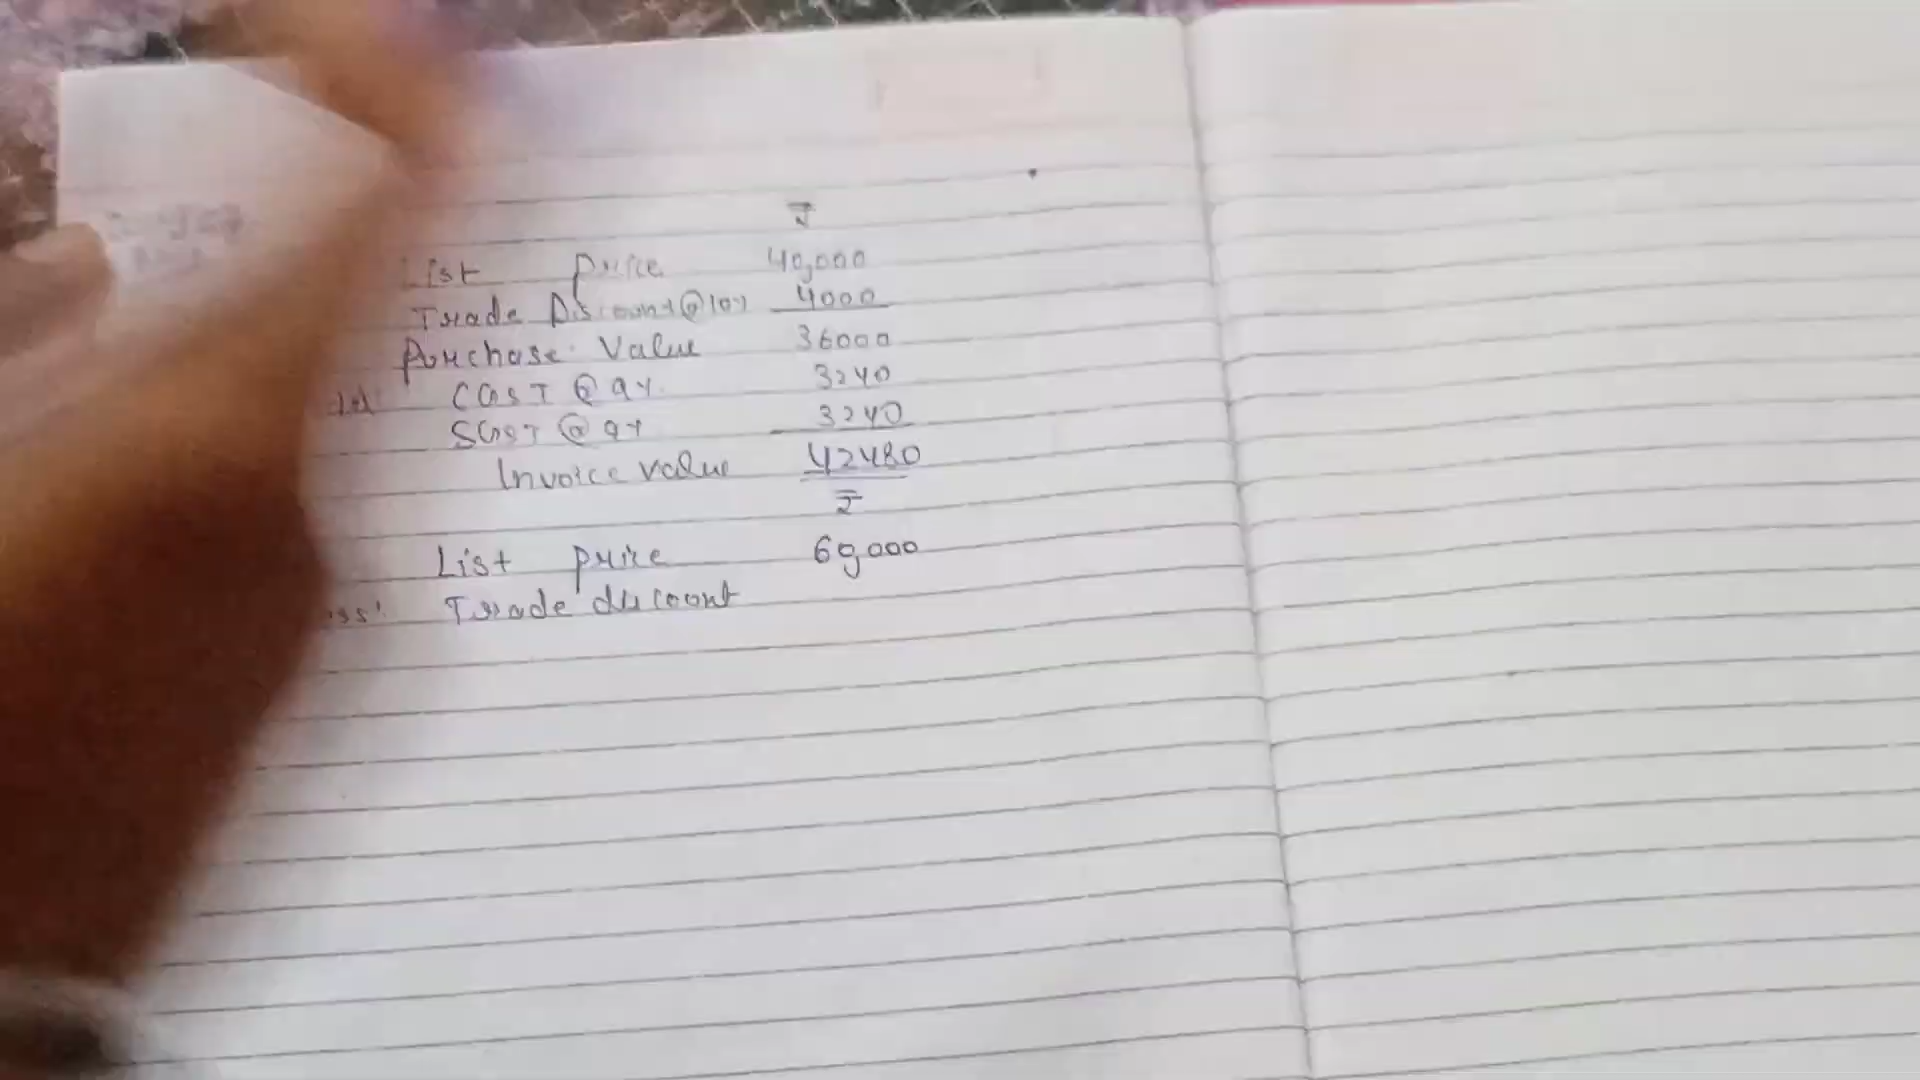 ₹
List Price 40,000
Trade Discount @ 10% 4000
Purchase Value 36000
CGST @ 9% 3240
SGST @ 9% 3240
Invoice value 42480
₹
List price 60,000
Trade discount